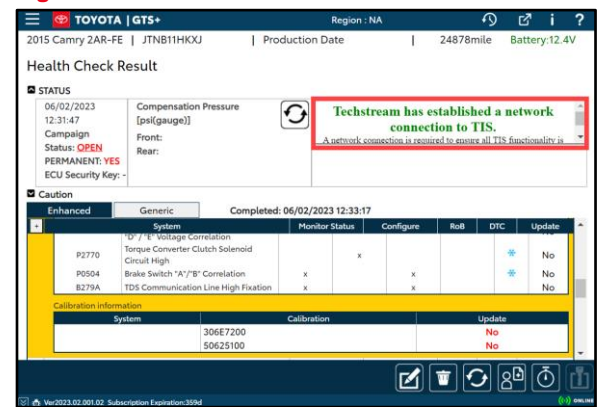 TOYOTA | GTS+
Region : NA
i
?
2015 Camry 2AR-FE | JTNB11HKXJ | Production Date | 24878mile Battery:12.4V
Health Check Result
STATUS
06/02/2023
12:31:47
Campaign
Status: OPEN
PERMANENT: YES
ECU Security Key: -
Compensation Pressure
[psi(gauge)]
Front:
Rear:
Techstream has established a network
connection to TIS.
A network connection is required to ensure all TIS functionality is
Caution
Enhanced Generic Completed: 06/02/2023 12:33:17
+ System Monitor Status Configure RoB DTC Update
"D" / "E" Voltage Correlation
P2770 Torque Converter Clutch Solenoid
Circuit High x No
P0504 Brake Switch "A"/"B" Correlation x x No
B279A TDS Communication Line High Fixation x x No
Calibration information
System Calibration Update
306E7200 No
50625100 No
Ver2023.02.001.02 Subscription Expiration:359d
ONLINE